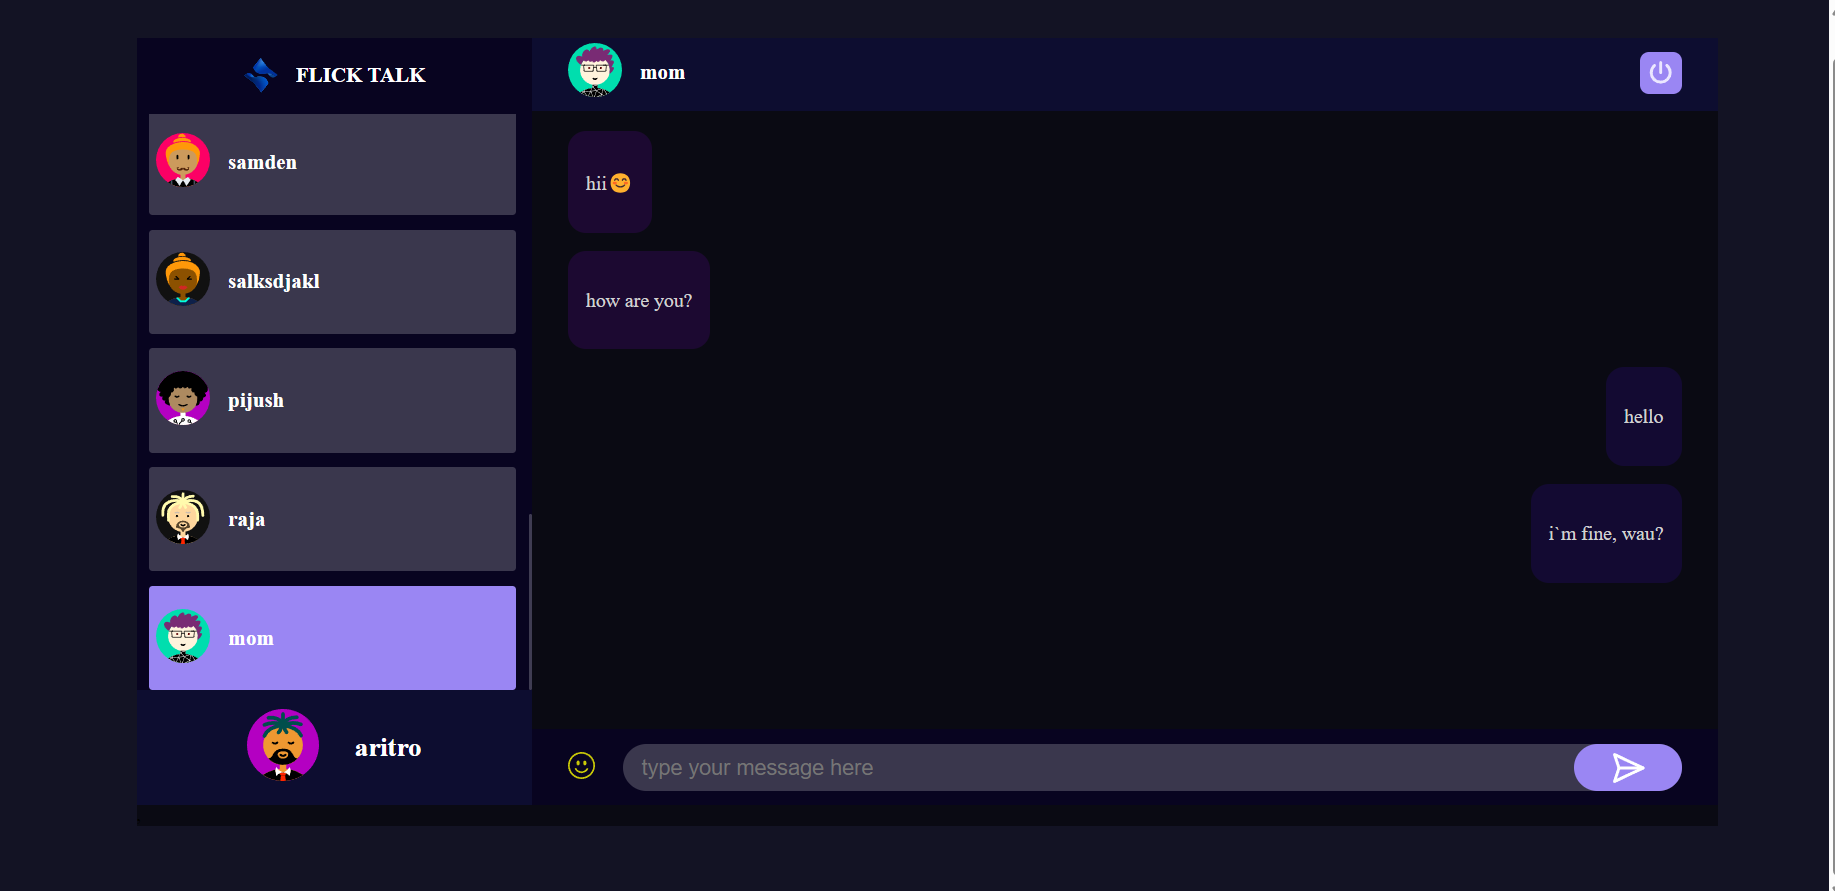 FLICK TALK
samden
salksdjakl
pijush
raja
mom
aritro
mom
hii😊
how are you?
hello
i`m fine, wau?
type your message here